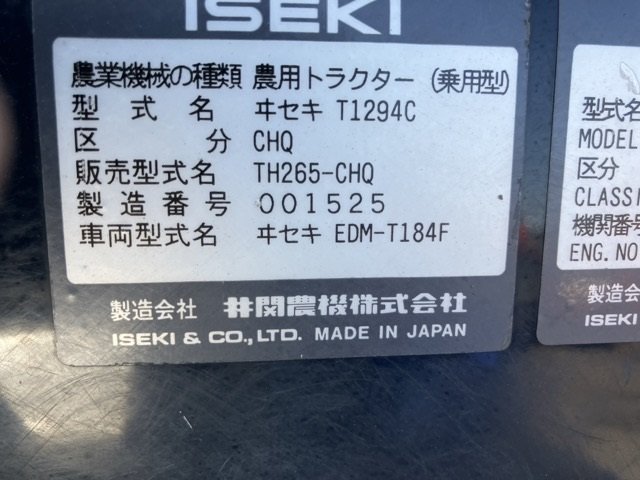 ISEKI
農業機械の種類 農用トラクター（乗用型）
型式名 ヰセキ T1294C
区分 CHQ
販売型式名 TH265-CHQ
製造番号 001525
車両型式名 ヰセキ EDM-T184F
製造会社 井関農機株式会社
ISEKI & CO., LTD. MADE IN JAPAN
型式名
MODEL
区分
CLASSI
機関番号
ENG. NO
製造会
ISEKI